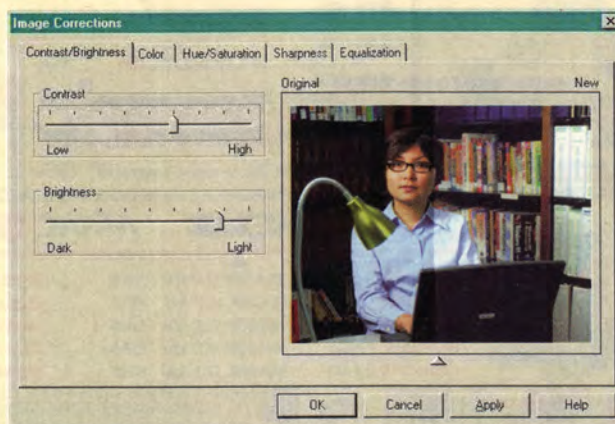 Image Corrections
Contrast/Brightness Color Hue/Saturation Sharpness Equalization
Contrast
Low High
Brightness
Dark Light
Original New
OK Cancel Apply Help